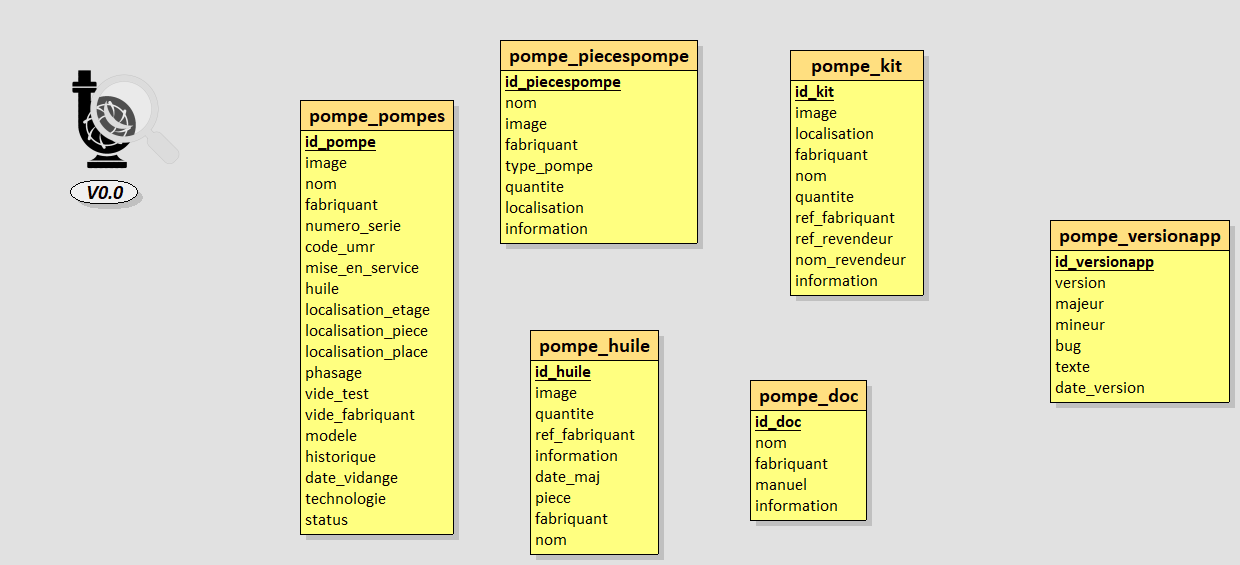 V0.0
pompe_pompes
id_pompe
image
nom
fabriquant
numero_serie
code_umr
mise_en_service
huile
localisation_etage
localisation_piece
localisation_place
phasage
vide_test
vide_fabriquant
modele
historique
date_vidange
technologie
status
pompe_piecespompe
id_piecespompe
nom
image
fabriquant
type_pompe
quantite
localisation
information
pompe_huile
id_huile
image
quantite
ref_fabriquant
information
date_maj
piece
fabriquant
nom
pompe_kit
id_kit
image
localisation
fabriquant
nom
quantite
ref_fabriquant
ref_revendeur
nom_revendeur
information
pompe_doc
id_doc
nom
fabriquant
manuel
information
pompe_versionapp
id_versionapp
version
majeur
mineur
bug
texte
date_version